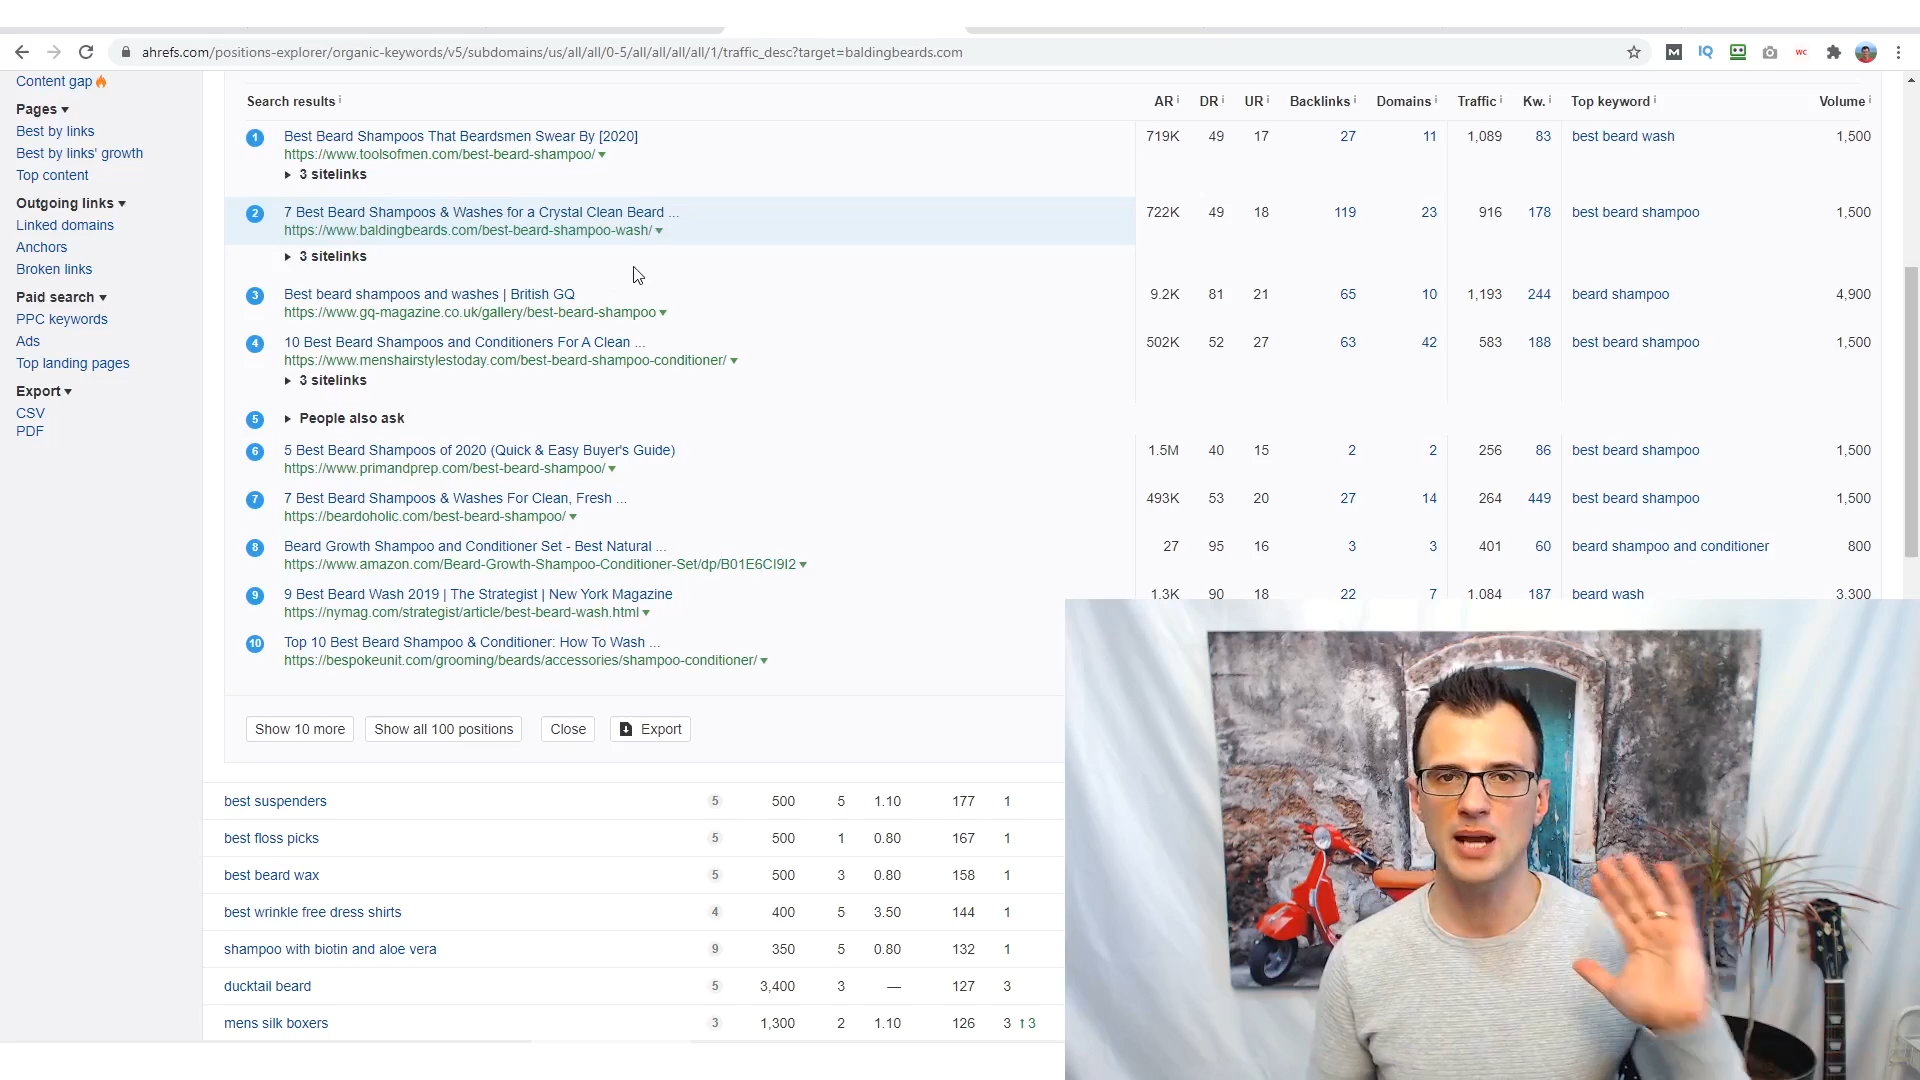 ahrefs.com/positions-explorer/organic-keywords/v5/subdomains/us/all/all/0-5/all/all/all/all/1/traffic_desc?target=baldingbeards.com
Content gap
Pages
Best by links
Best by links' growth
Top content
Outgoing links
Linked domains
Anchors
Broken links
Paid search
PPC keywords
Ads
Top landing pages
Export
CSV
PDF
Search results AR DR UR Backlinks Domains Traffic Kw. Top keyword Volume
1 Best Beard Shampoos That Beardsmen Swear By [2020] 719K 49 17 27 11 1,089 83 best beard wash 1,500
https://www.toolsofmen.com/best-beard-shampoo/
3 sitelinks
2 7 Best Beard Shampoos & Washes for a Crystal Clean Beard ... 722K 49 18 119 23 916 178 best beard shampoo 1,500
https://www.baldingbeards.com/best-beard-shampoo-wash/
3 sitelinks
3 Best beard shampoos and washes | British GQ 9.2K 81 21 65 10 1,193 244 beard shampoo 4,900
https://www.gq-magazine.co.uk/gallery/best-beard-shampoo
4 10 Best Beard Shampoos and Conditioners For A Clean ... 502K 52 27 63 42 583 188 best beard shampoo 1,500
https://www.menshairstylestoday.com/best-beard-shampoo-conditioner/
3 sitelinks
5 People also ask
6 5 Best Beard Shampoos of 2020 (Quick & Easy Buyer's Guide) 1.5M 40 15 2 2 256 86 best beard shampoo 1,500
https://www.primandprep.com/best-beard-shampoo/
7 7 Best Beard Shampoos & Washes For Clean, Fresh ... 493K 53 20 27 14 264 449 best beard shampoo 1,500
https://beardoholic.com/best-beard-shampoo/
8 Beard Growth Shampoo and Conditioner Set - Best Natural ... 27 95 16 3 3 401 60 beard shampoo and conditioner 800
https://www.amazon.com/Beard-Growth-Shampoo-Conditioner-Set/dp/B01E6CI9I2
9 9 Best Beard Wash 2019 | The Strategist | New York Magazine 1.3K 90 18 22 7 1,084 187 beard wash 3,300
https://nymag.com/strategist/article/best-beard-wash.html
10 Top 10 Best Beard Shampoo & Conditioner: How To Wash ...
https://bespokeunit.com/grooming/beards/accessories/shampoo-conditioner/
Show 10 more Show all 100 positions Close Export
best suspenders 5 500 5 1.10 177 1
best floss picks 5 500 1 0.80 167 1
best beard wax 5 500 3 0.80 158 1
best wrinkle free dress shirts 4 400 5 3.50 144 1
shampoo with biotin and aloe vera 9 350 5 0.80 132 1
ducktail beard 5 3,400 3 — 127 3
mens silk boxers 3 1,300 2 1.10 126 3 ↑3